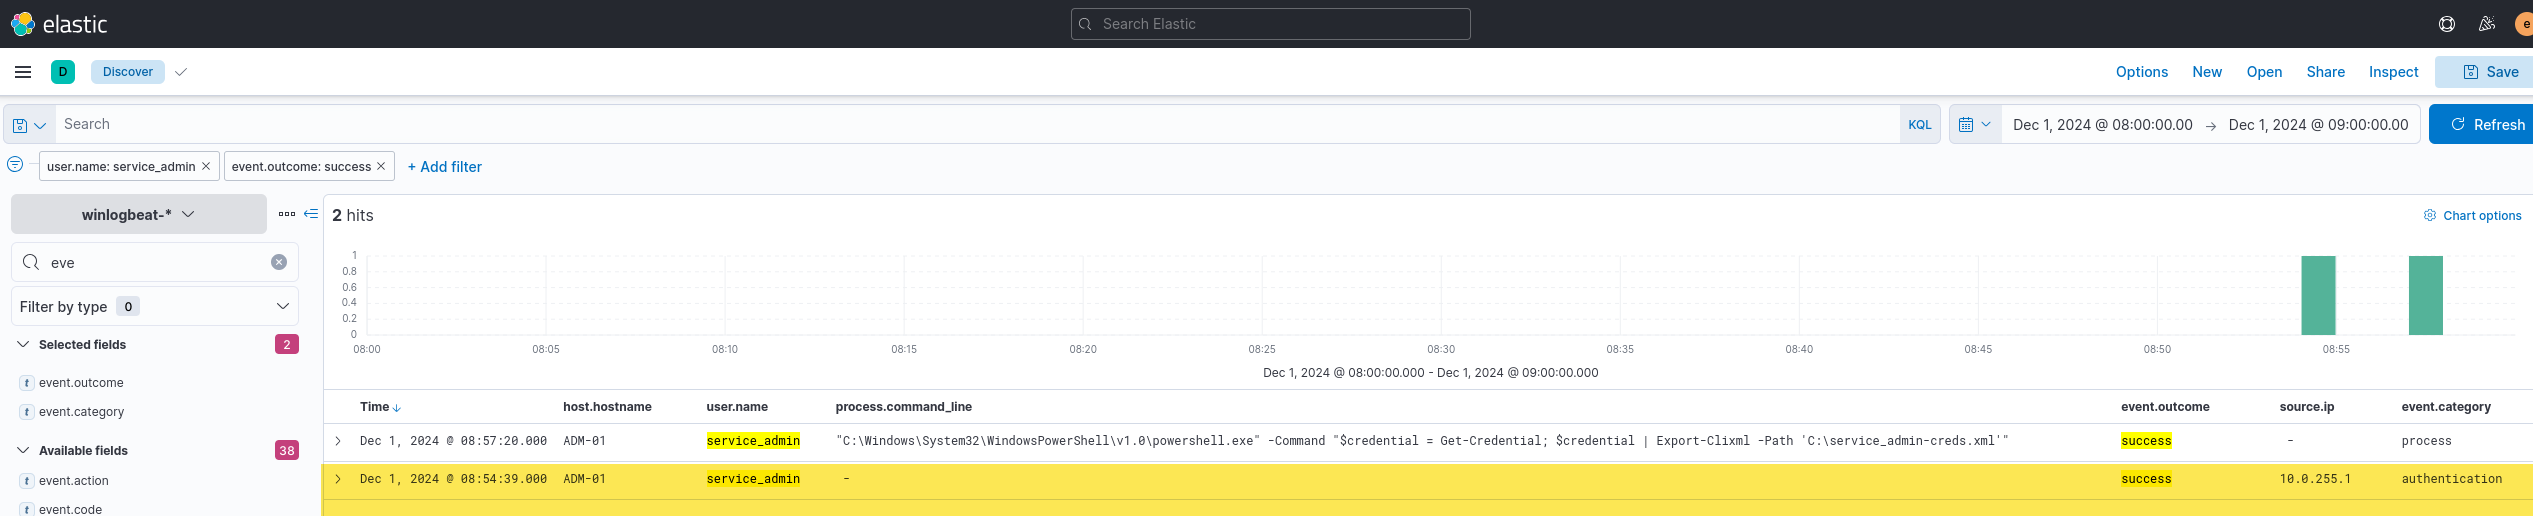 elastic
Search Elastic
e
D Discover Options New Open Share Inspect Save
Search KQL Dec 1, 2024 @ 08:00:00.00 → Dec 1, 2024 @ 09:00:00.00 Refresh
user.name: service_admin × event.outcome: success × + Add filter
winlogbeat-*
2 hits
Chart options
eve
Filter by type 0
1
0.8
0.6
0.4
0.2
0
08:00 08:05 08:10 08:15 08:20 08:25 08:30 08:35 08:40 08:45 08:50 08:55
Dec 1, 2024 @ 08:00:00.000 - Dec 1, 2024 @ 09:00:00.000
Selected fields 2
t event.outcome
t event.category
Available fields 38
t event.action
t event.code
Time ↓ host.hostname user.name process.command_line event.outcome source.ip event.category
Dec 1, 2024 @ 08:57:20.000 ADM-01 service_admin "C:\Windows\System32\WindowsPowerShell\v1.0\powershell.exe" -Command "$credential = Get-Credential; $credential | Export-Clixml -Path 'C:\service_admin-creds.xml'" success - process
Dec 1, 2024 @ 08:54:39.000 ADM-01 service_admin - success 10.0.255.1 authentication